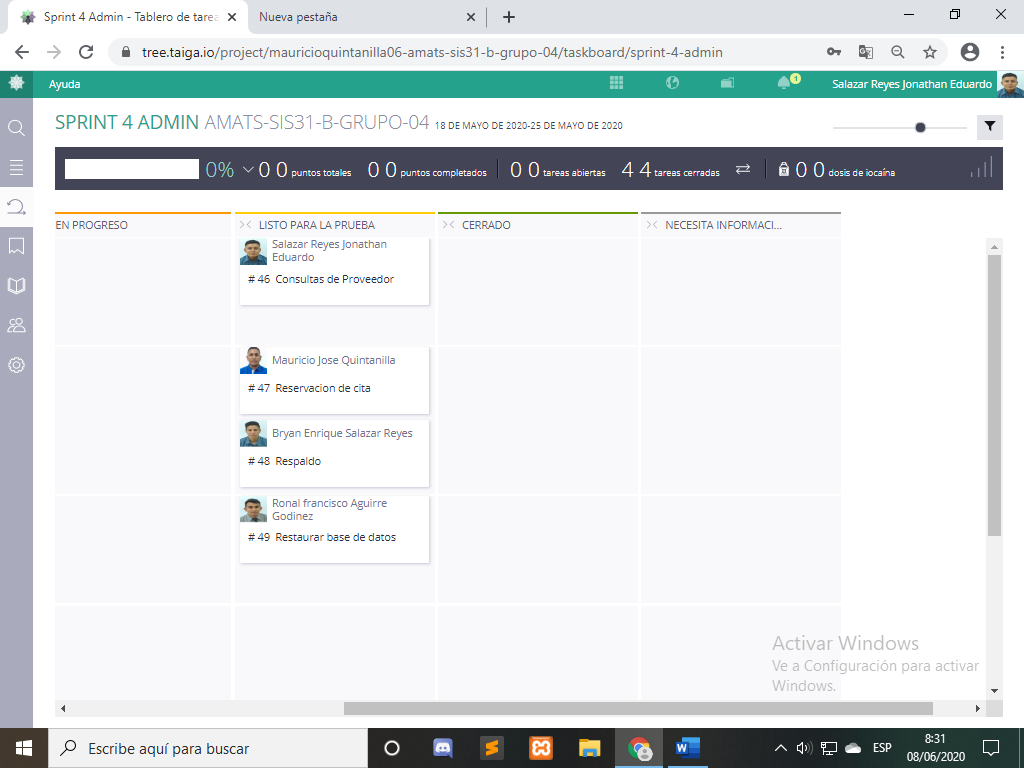 Sprint 4 Admin - Tablero de tarea
Nueva pestaña
tree.taiga.io/project/mauricioquintanilla06-amats-sis31-b-grupo-04/taskboard/sprint-4-admin
Ayuda
1
Salazar Reyes Jonathan Eduardo
SPRINT 4 ADMIN AMATS-SIS31-B-GRUPO-04 18 DE MAYO DE 2020-25 DE MAYO DE 2020
0% 0 0 puntos totales 0 0 puntos completados 0 0 tareas abiertas 4 4 tareas cerradas 0 0 dosis de iocaína
EN PROGRESO
LISTO PARA LA PRUEBA
CERRADO
NECESITA INFORMACI...
Salazar Reyes Jonathan
Eduardo
# 46 Consultas de Proveedor
Mauricio Jose Quintanilla
# 47 Reservacion de cita
Bryan Enrique Salazar Reyes
# 48 Respaldo
Ronal francisco Aguirre
Godinez
# 49 Restaurar base de datos
Activar Windows
Ve a Configuración para activar
Windows.
Escribe aquí para buscar
ESP
8:31
08/06/2020